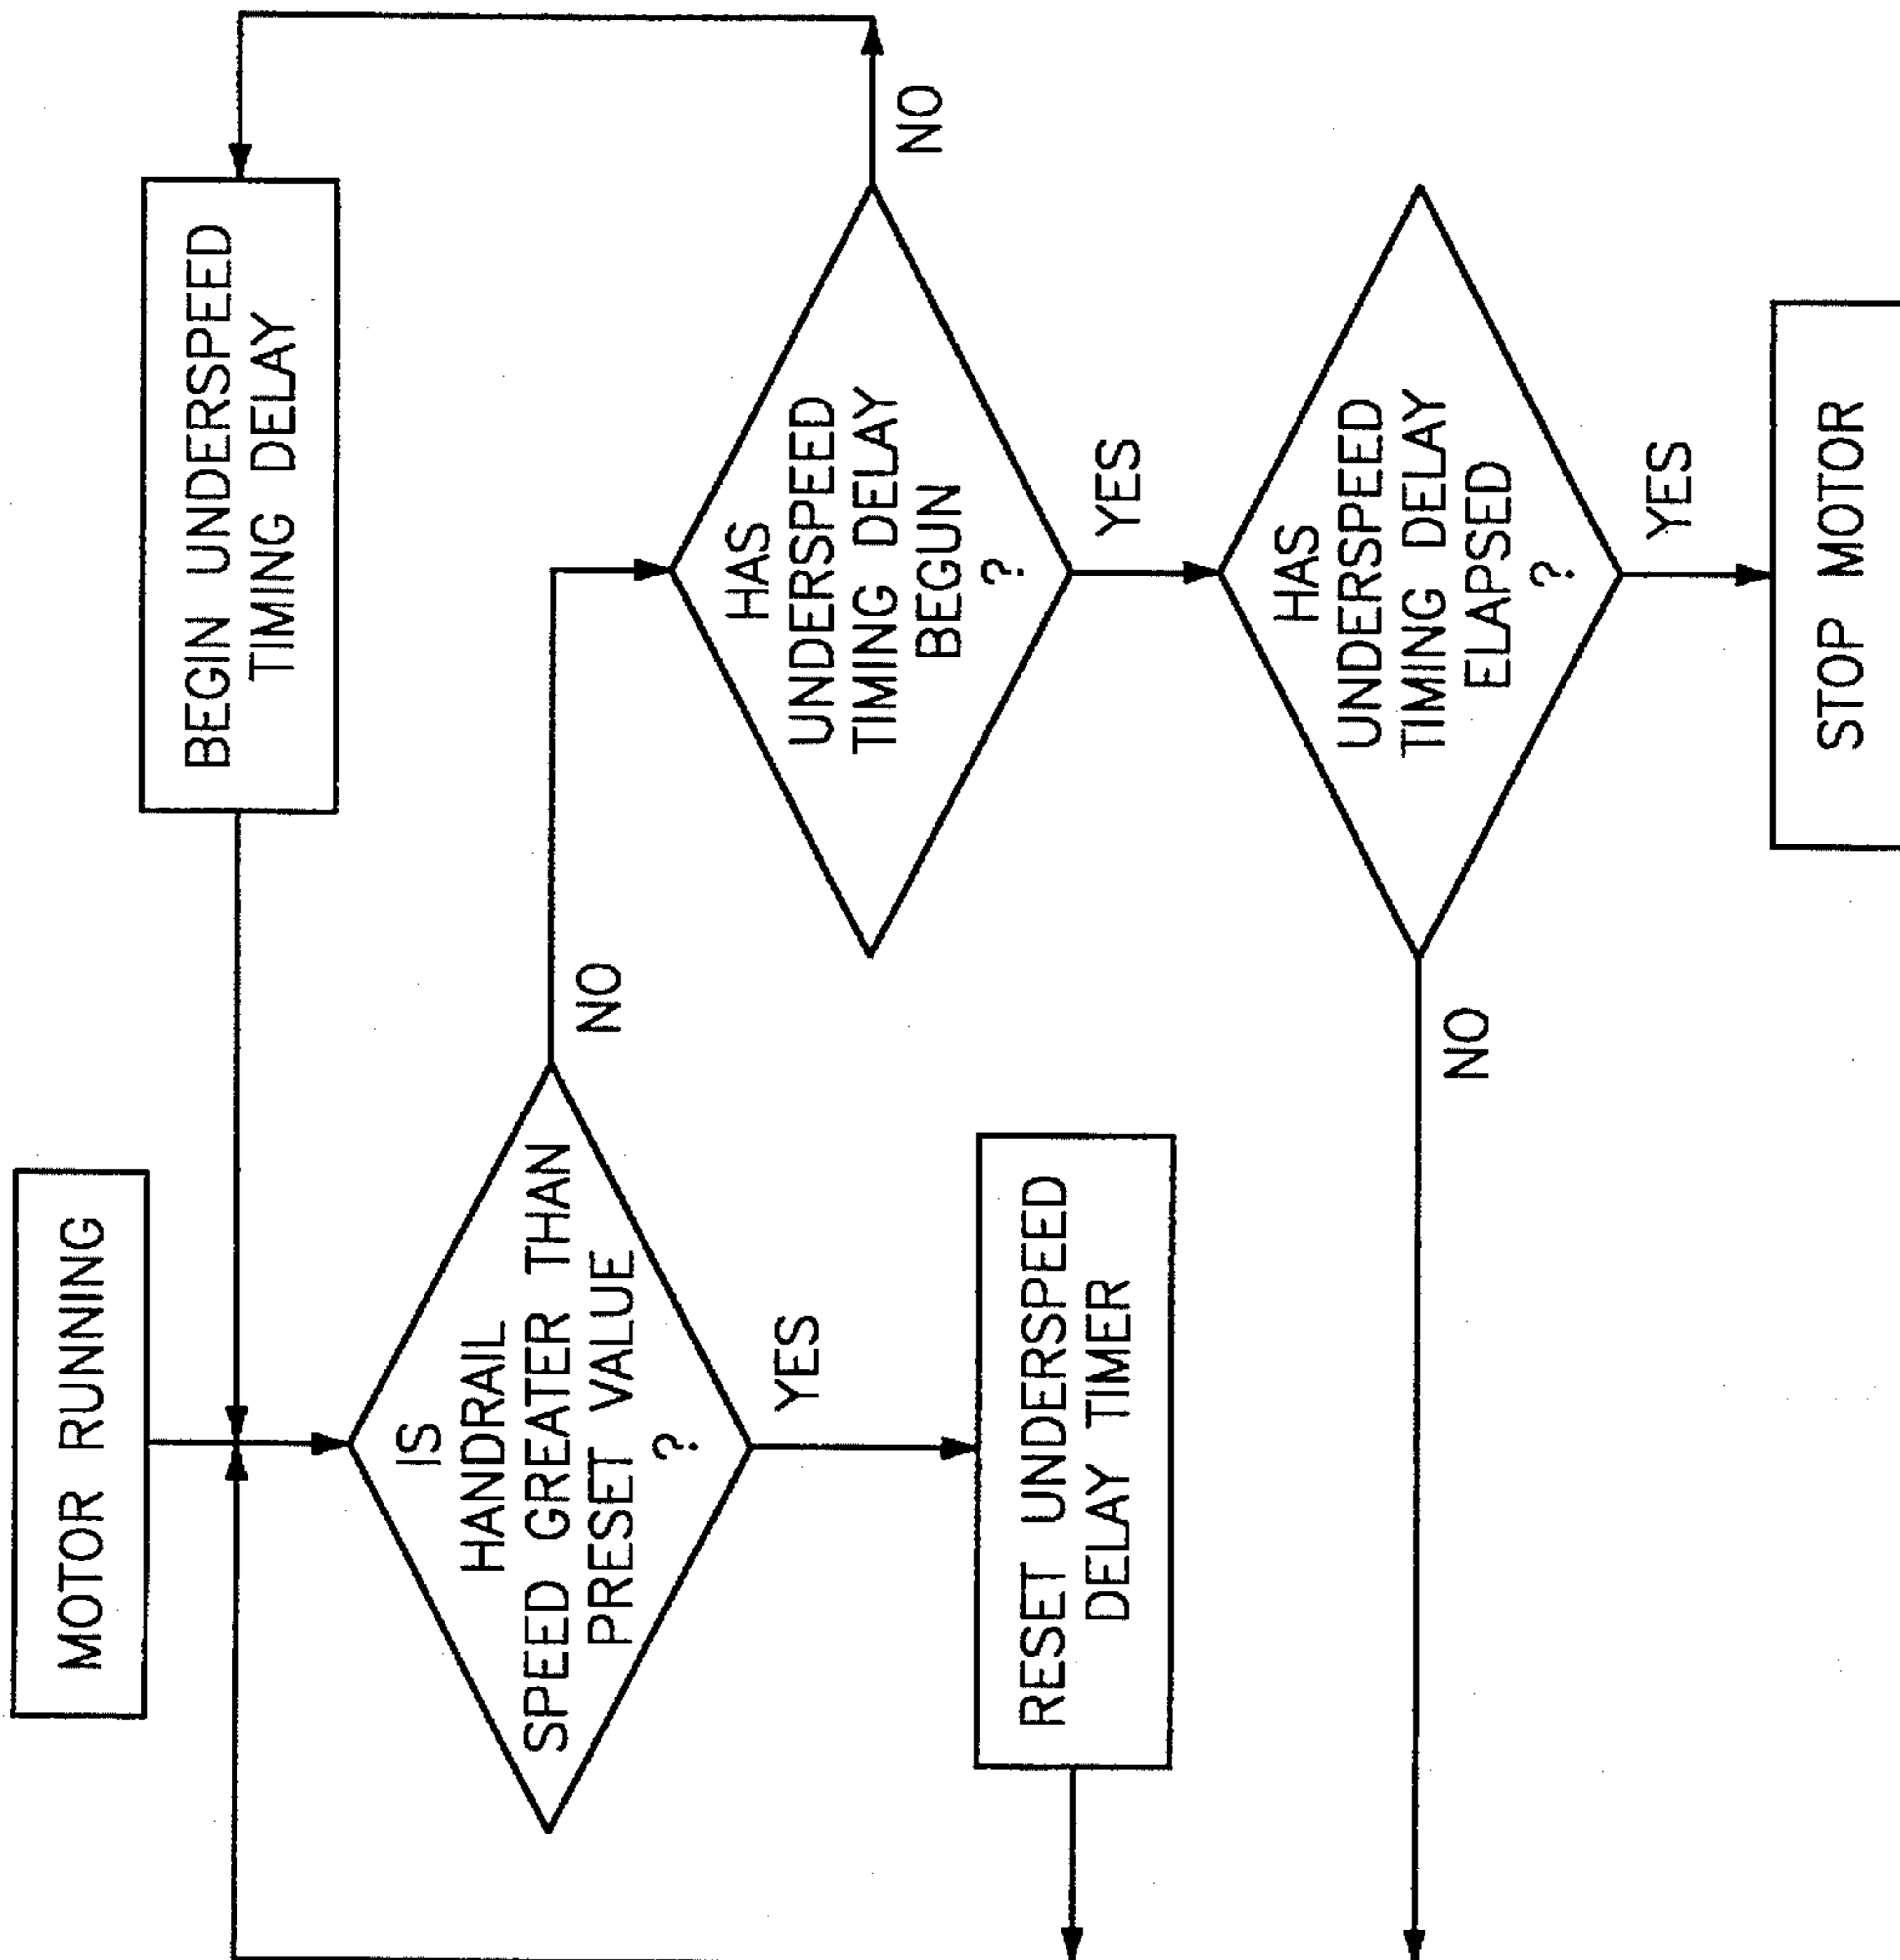 MOTOR RUNNING
IS
HANDRAIL
SPEED GREATER THAN
PRESET VALUE
?
YES
NO
RESET UNDERSPEED
DELAY TIMER
BEGIN UNDERSPEED
TIMING DELAY
HAS
UNDERSPEED
TIMING DELAY
BEGUN
?
NO
YES
HAS
UNDERSPEED
TIMING DELAY
ELAPSED
?
NO
YES
STOP MOTOR